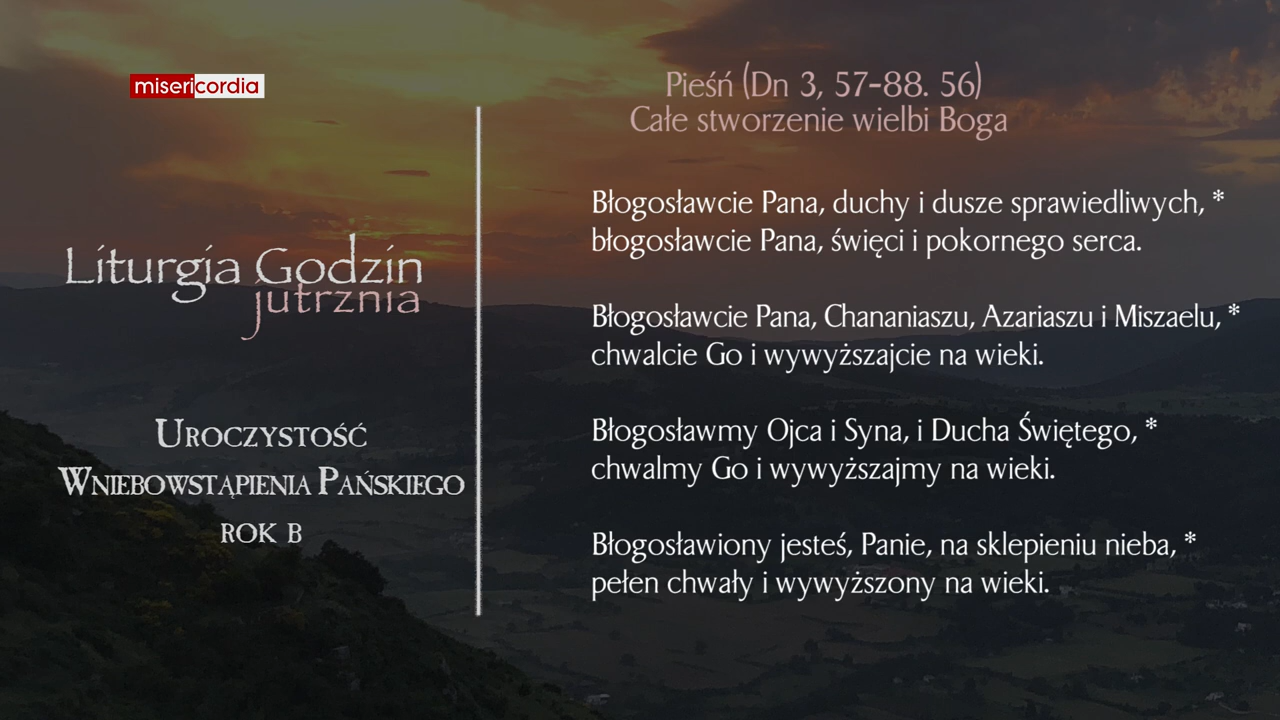 misericordia
Liturgia Godzin
jutrznia
Uroczystość
Wniebowstąpienia Pańskiego
rok B
Pieśń (Dn 3, 57-88. 56)
Całe stworzenie wielbi Boga
Błogosławcie Pana, duchy i dusze sprawiedliwych, *
błogosławcie Pana, święci i pokornego serca.
Błogosławcie Pana, Chananiaszu, Azariaszu i Miszaelu, *
chwalcie Go i wywyższajcie na wieki.
Błogosławmy Ojca i Syna, i Ducha Świętego, *
chwalmy Go i wywyższajmy na wieki.
Błogosławiony jesteś, Panie, na sklepieniu nieba, *
pełen chwały i wywyższony na wieki.